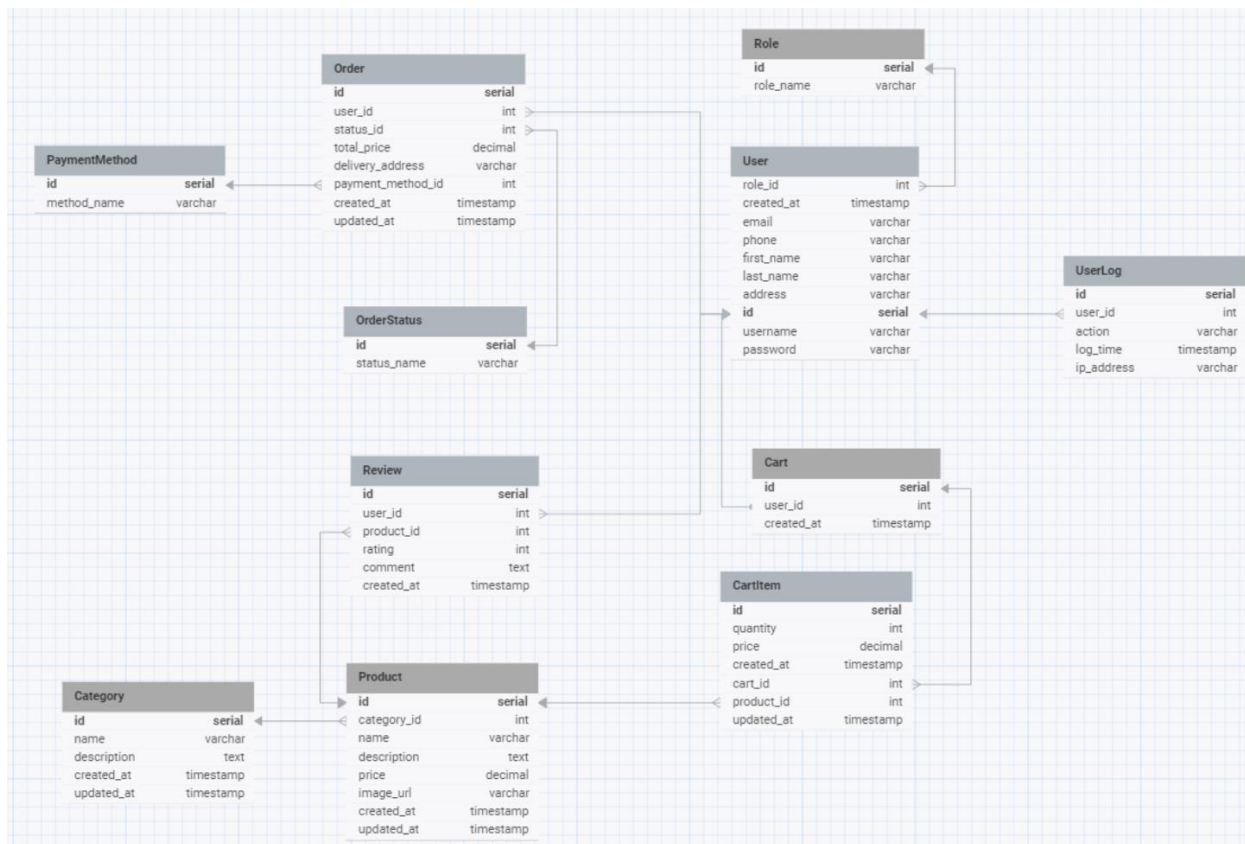 Order
id serial
user_id int
status_id int
total_price decimal
delivery_address varchar
payment_method_id int
created_at timestamp
updated_at timestamp
Role
id serial
role_name varchar
PaymentMethod
id serial
method_name varchar
User
role_id int
created_at timestamp
email varchar
phone varchar
first_name varchar
last_name varchar
address varchar
id serial
username varchar
password varchar
UserLog
id serial
user_id int
action varchar
log_time timestamp
ip_address varchar
OrderStatus
id serial
status_name varchar
Review
id serial
user_id int
product_id int
rating int
comment text
created_at timestamp
Cart
id serial
user_id int
created_at timestamp
CartItem
id serial
quantity int
price decimal
created_at timestamp
cart_id int
product_id int
updated_at timestamp
Category
id serial
name varchar
description text
created_at timestamp
updated_at timestamp
Product
id serial
category_id int
name varchar
description text
price decimal
image_url varchar
created_at timestamp
updated_at timestamp